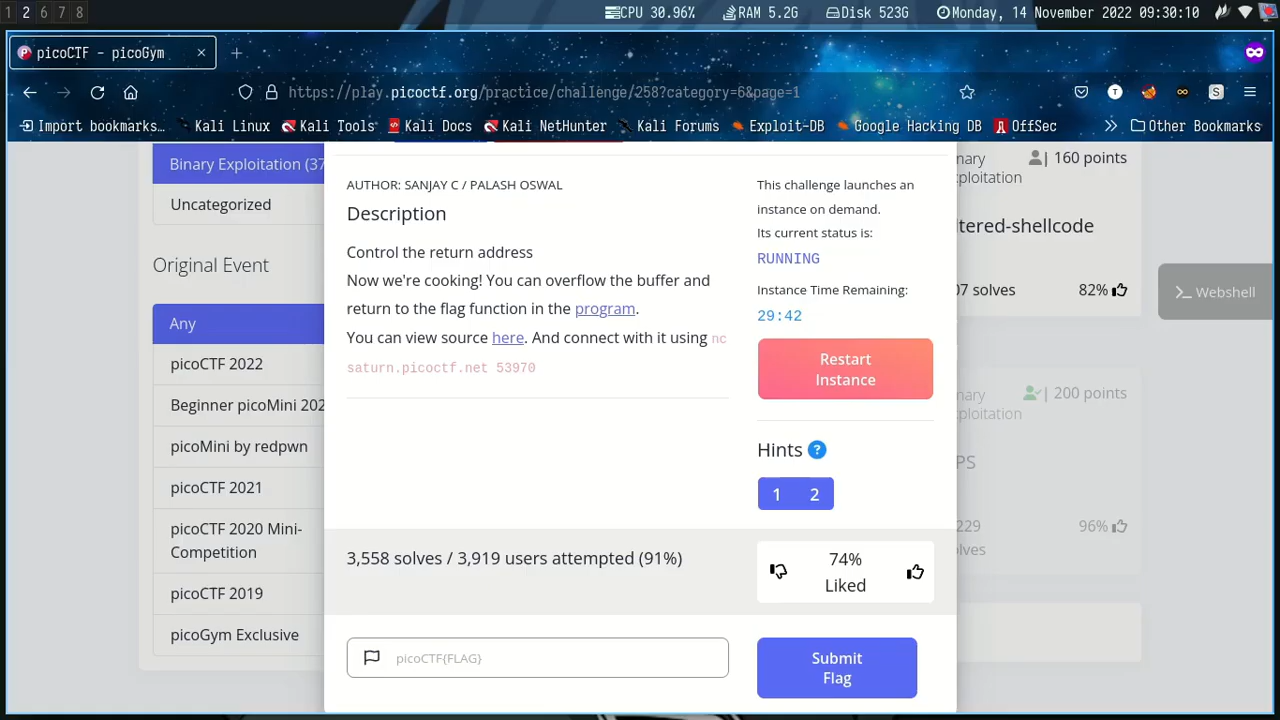 1 2 6 7 8
CPU 30.96% RAM 5.2G Disk 523G Monday, 14 November 2022 09:30:10
picoCTF - picoGym × +
https://play.picoctf.org/practice/challenge/258?category=6&page=1
T S
Import bookmarks… Kali Linux Kali Tools Kali Docs Kali NetHunter Kali Forums Exploit-DB Google Hacking DB OffSec Other Bookmarks
Binary Exploitation (37
Uncategorized
Original Event
Any
picoCTF 2022
Beginner picoMini 202
picoMini by redpwn
picoCTF 2021
picoCTF 2020 Mini-
Competition
picoCTF 2019
picoGym Exclusive
AUTHOR: SANJAY C / PALASH OSWAL
Description
Control the return address
Now we're cooking! You can overflow the buffer and
return to the flag function in the program.
You can view source here. And connect with it using nc
saturn.picoctf.net 53970
This challenge launches an
instance on demand.
Its current status is:
RUNNING
Instance Time Remaining:
29:42
Restart
Instance
Hints ?
1 2
3,558 solves / 3,919 users attempted (91%)
74%
Liked
picoCTF{FLAG}
Submit
Flag
nary | 160 points
xploitation
ltered-shellcode
07 solves 82%
>_ Webshell
nary | 200 points
xploitation
PS
229
olves 96%